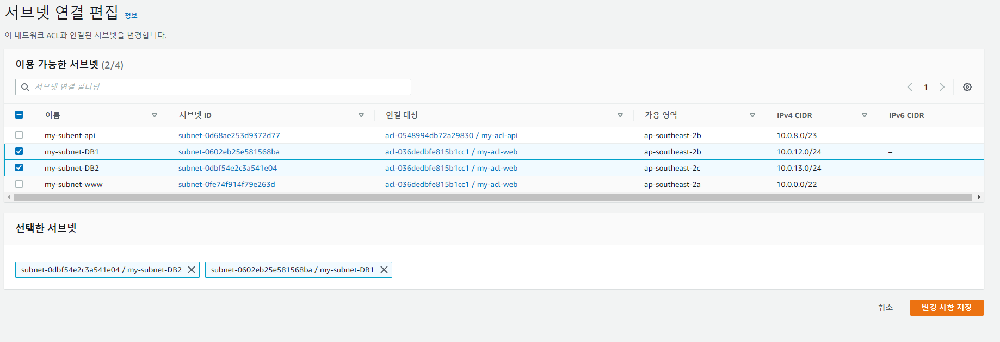 서브넷 연결 편집 정보
이 네트워크 ACL과 연결된 서브넷을 변경합니다.
이용 가능한 서브넷 (2/4)
서브넷 연결 필터링
1
이름 서브넷 ID 연결 대상 가용 영역 IPv4 CIDR IPv6 CIDR
my-subent-api subnet-0d68ae253d9372d77 acl-0548994db72a29830 / my-acl-api ap-southeast-2b 10.0.8.0/23 –
my-subnet-DB1 subnet-0602eb25e581568ba acl-036dedbfe815b1cc1 / my-acl-web ap-southeast-2b 10.0.12.0/24 –
my-subnet-DB2 subnet-0dbf54e2c3a541e04 acl-036dedbfe815b1cc1 / my-acl-web ap-southeast-2c 10.0.13.0/24 –
my-subnet-www subnet-0fe74f914f79e263d acl-036dedbfe815b1cc1 / my-acl-web ap-southeast-2a 10.0.0.0/22 –
선택한 서브넷
subnet-0dbf54e2c3a541e04 / my-subnet-DB2 subnet-0602eb25e581568ba / my-subnet-DB1
취소 변경 사항 저장